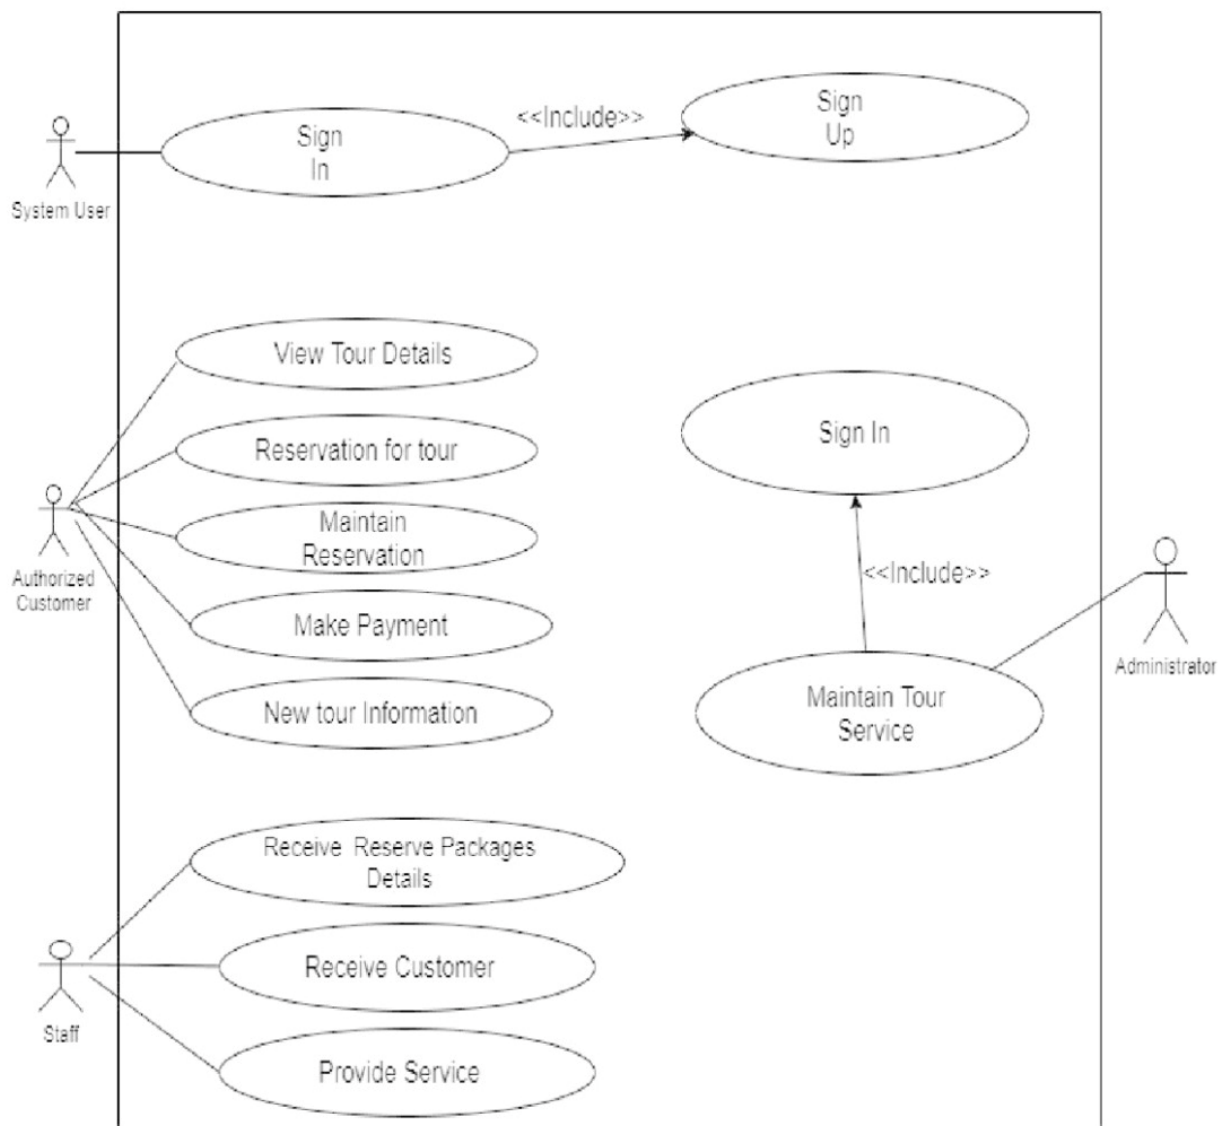 Sign
In
<<Include>>
Sign
Up
System User
View Tour Details
Reservation for tour
Maintain
Reservation
Make Payment
New tour Information
Authorized
Customer
Sign In
<<Include>>
Maintain Tour
Service
Administrator
Receive Reserve Packages
Details
Receive Customer
Provide Service
Staff